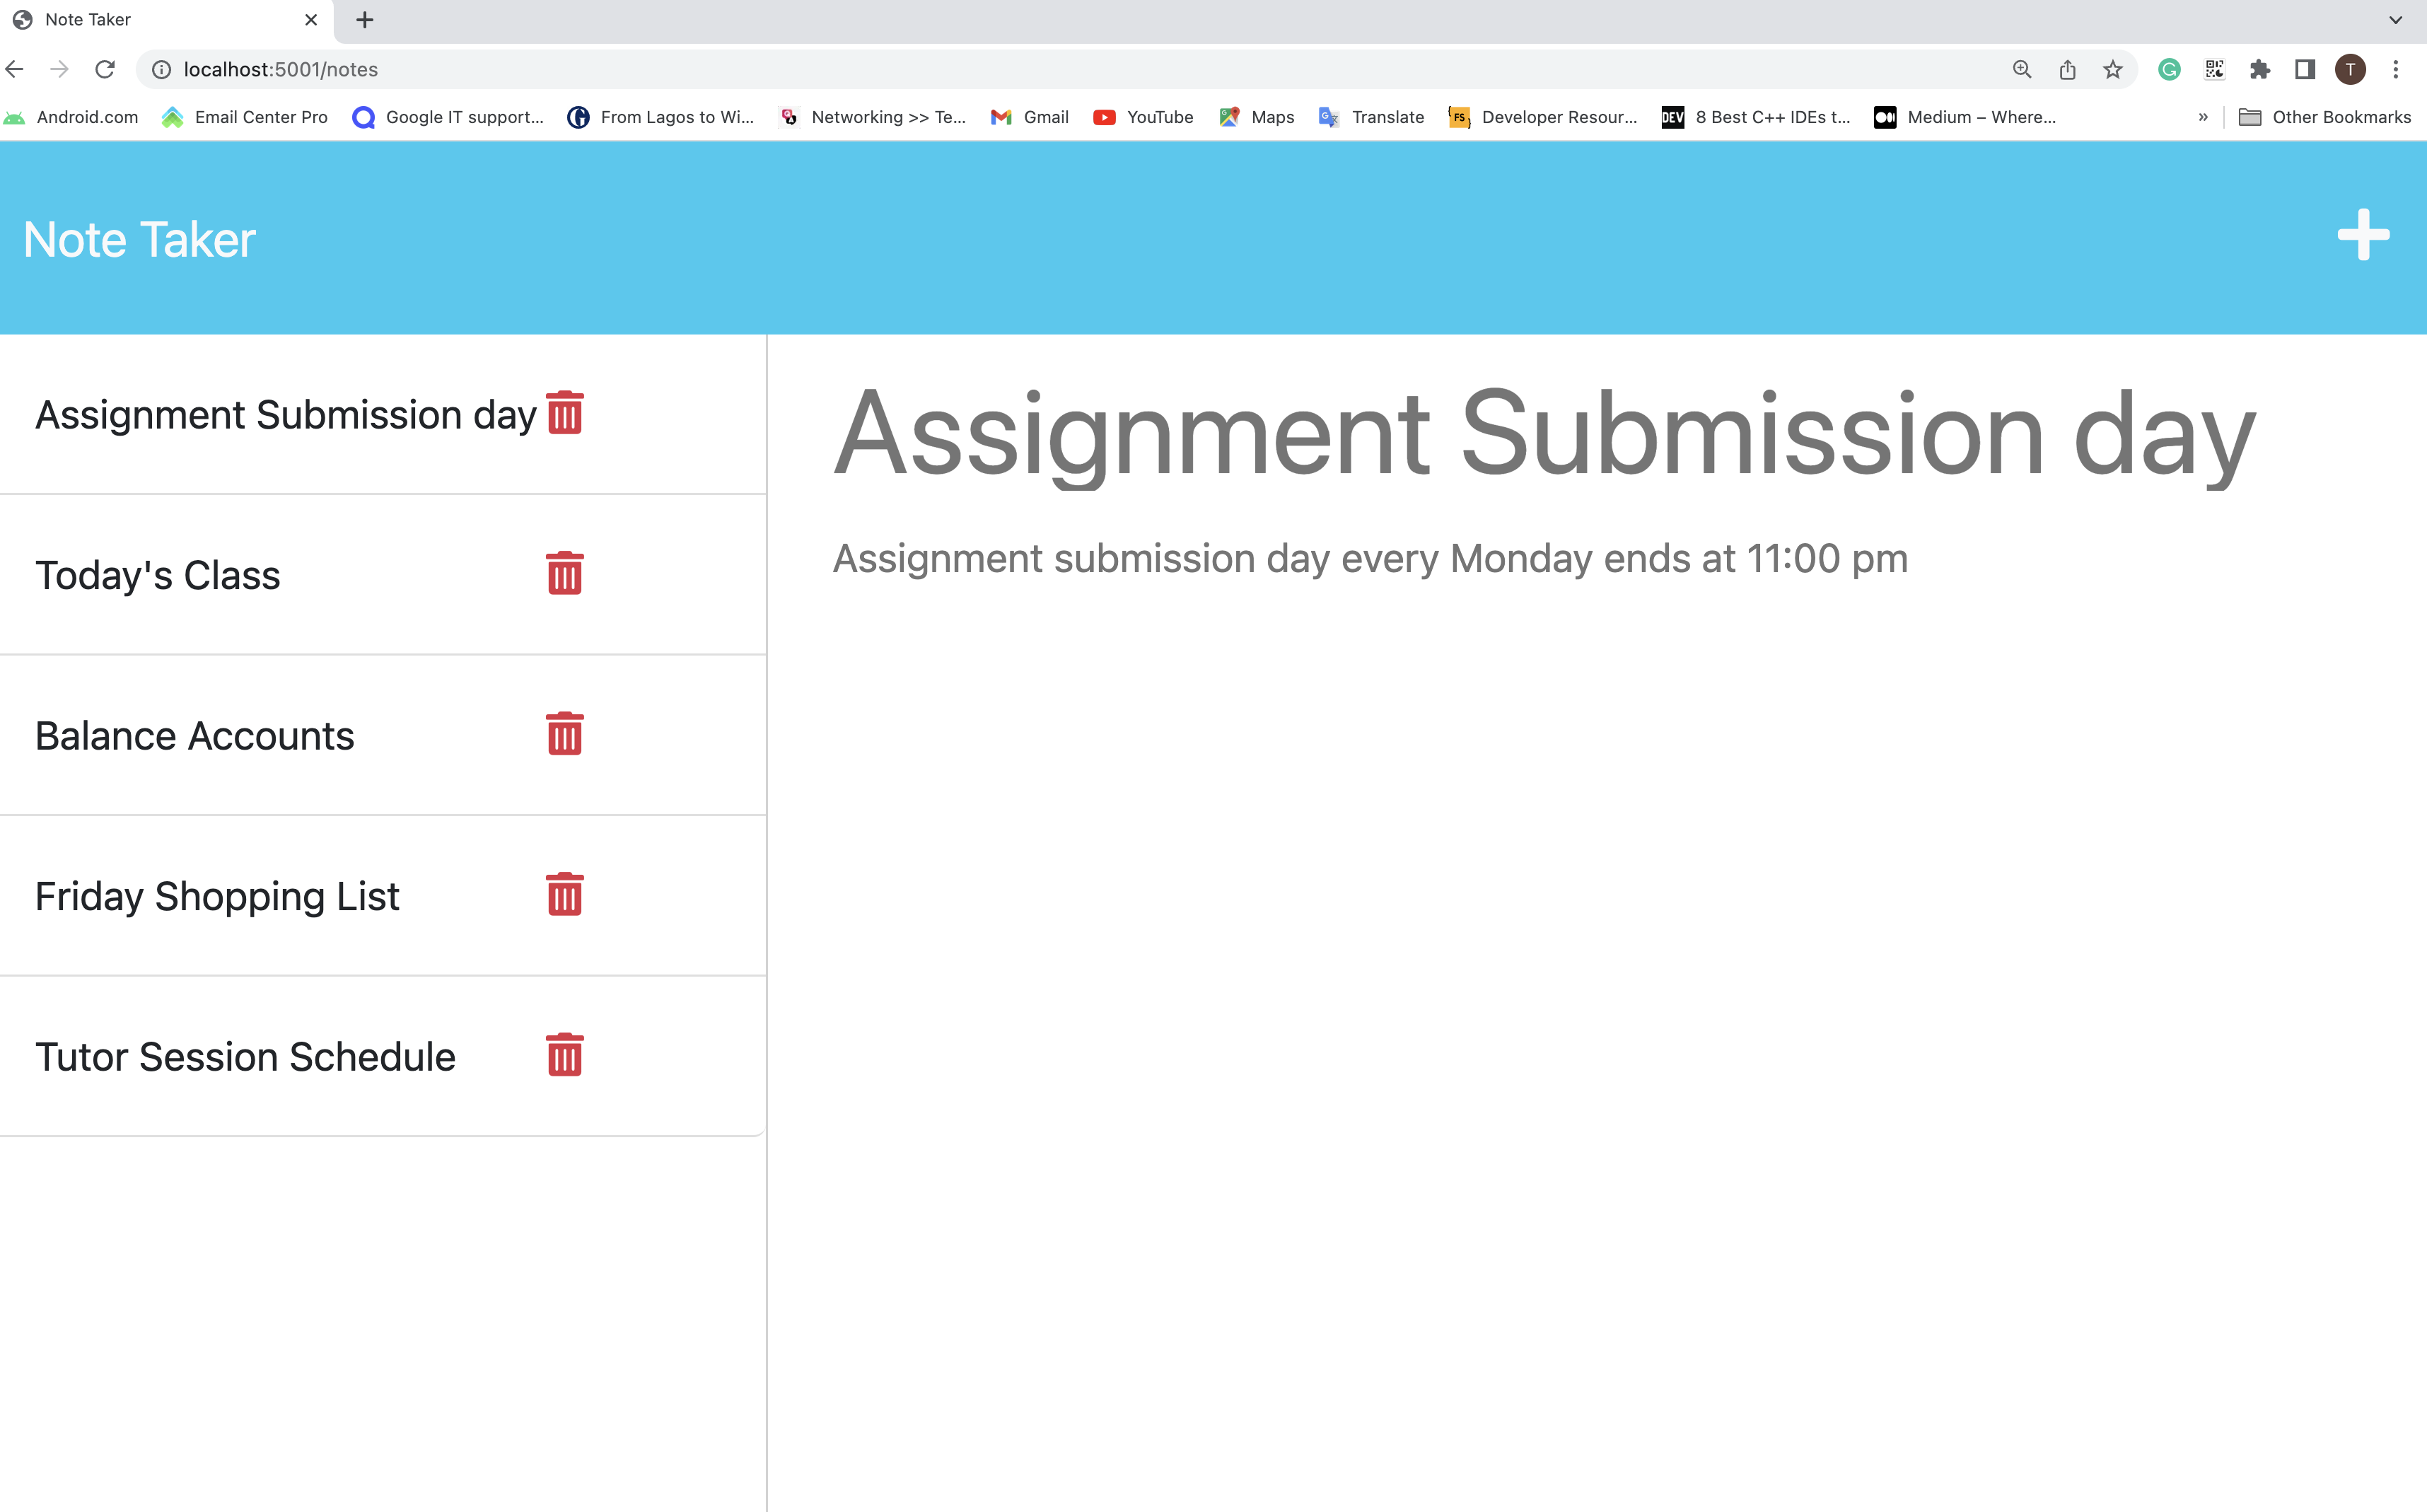 Note Taker
localhost:5001/notes
T
Android.com Email Center Pro Google IT support... From Lagos to Wi... Networking >> Te... Gmail YouTube Maps Translate FS Developer Resour... DEV 8 Best C++ IDEs t... Medium – Where... » Other Bookmarks
Note Taker
Assignment Submission day
Today's Class
Balance Accounts
Friday Shopping List
Tutor Session Schedule
Assignment Submission day
Assignment submission day every Monday ends at 11:00 pm